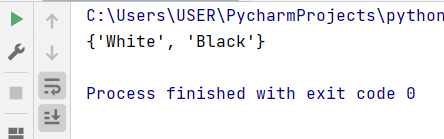 C:\Users\USER\PycharmProjects\python
{'White', 'Black'}
Process finished with exit code 0